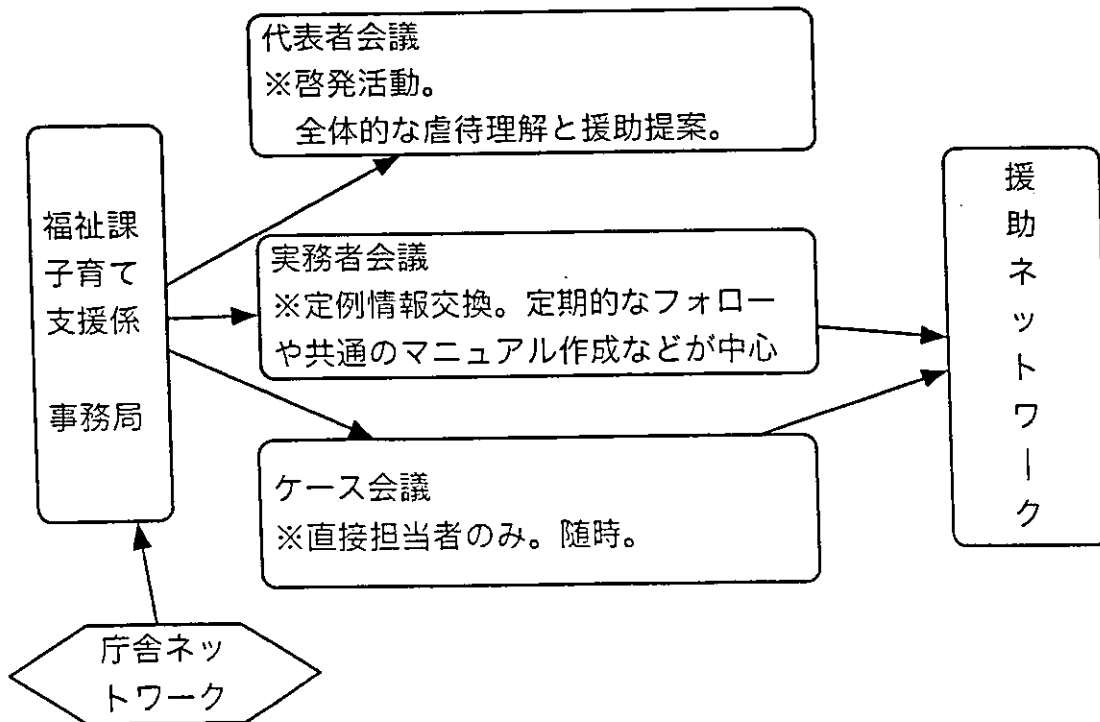 代表者会議
※啓発活動。
全体的な虐待理解と援助提案。
福祉課
子育て
支援係
事務局
実務者会議
※定例情報交換。定期的なフォロー
や共通のマニュアル作成などが中心
ケース会議
※直接担当者のみ。随時。
援助ネットワーク
庁舎ネッ
トワーク